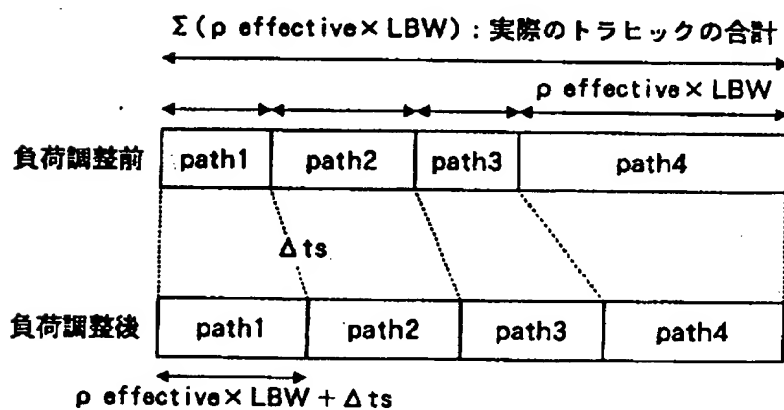 Σ(ρ effective×LBW):実際のトラヒックの合計
ρ effective×LBW
負荷調整前 path1 path2 path3 path4
Δts
負荷調整後 path1 path2 path3 path4
ρ effective×LBW+Δts